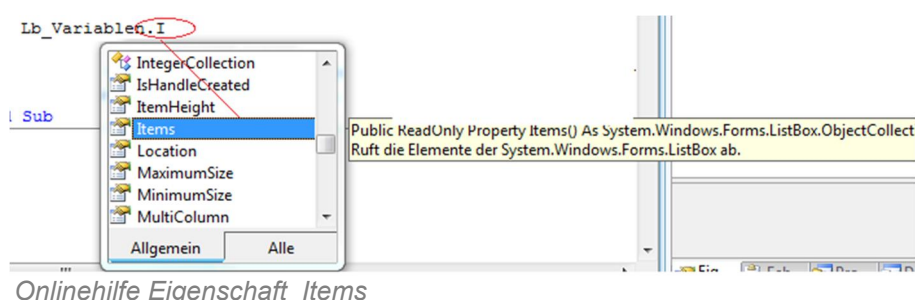 Lb_Variablen.I
IntegerCollection
IsHandleCreated
ItemHeight
Sub
Items
Public ReadOnly Property Items() As System.Windows.Forms.ListBox.ObjectCollect
Location
Ruft die Elemente der System.Windows.Forms.ListBox ab.
MaximumSize
MinimumSize
MultiColumn
Allgemein Alle
Onlinehilfe Eigenschaft Items